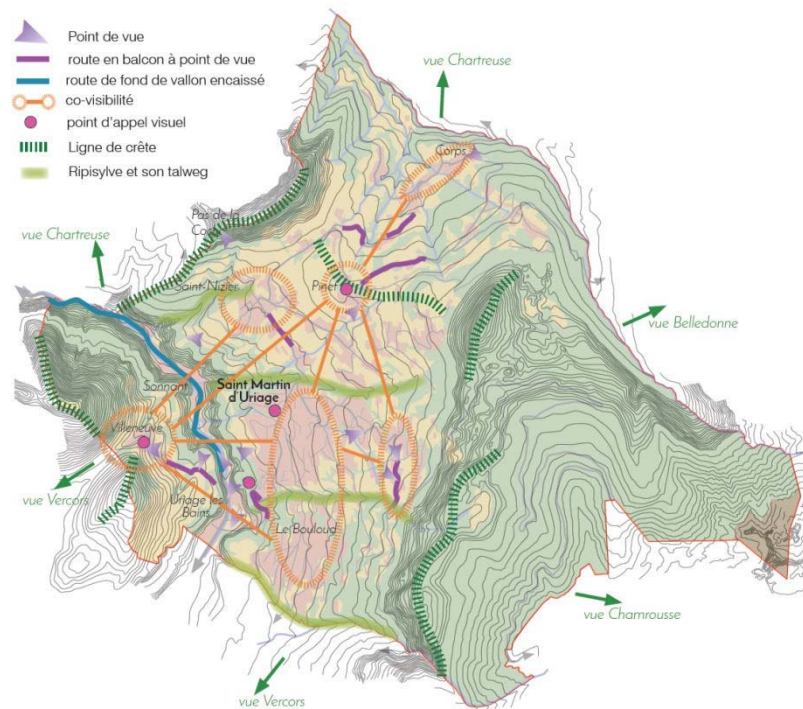 Point de vue
route en balcon à point de vue
route de fond de vallon encaissé
co-visibilité
point d'appel visuel
Ligne de crête
Ripisylve et son talweg
vue Chartreuse
Corps
Pas de la
vue Chartreuse
Saint-Nizier
Pinet
vue Belledonne
Sonnant
Saint Martin
d'Uriage
Villeneuve
vue Vercors
Uriage les
Bains
Le Bouloud
vue Chamrousse
vue Vercors